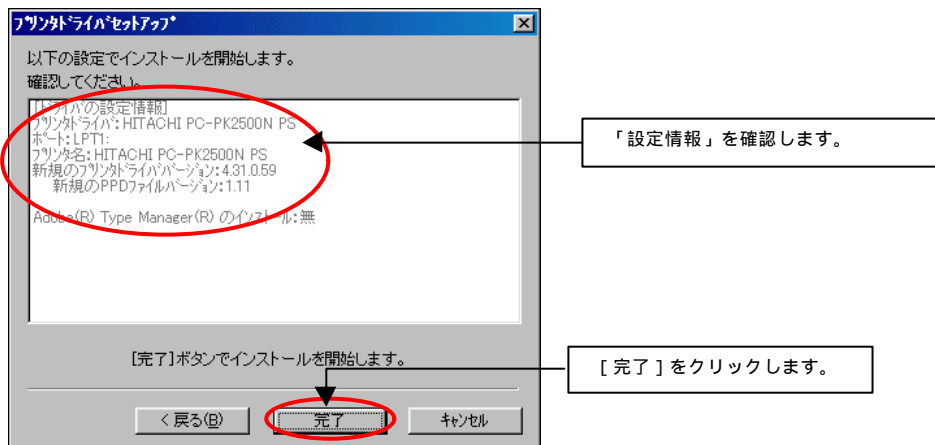 ﾌﾟﾘﾝﾀﾄﾞﾗｲﾊﾞｾｯﾄｱｯﾌﾟ
以下の設定でインストールを開始します。
確認してください。
[ﾄﾞﾗｲﾊﾞの設定情報]
ﾌﾟﾘﾝﾀﾄﾞﾗｲﾊﾞ:HITACHI PC-PK2500N PS
ﾎﾟｰﾄ:LPT1:
ﾌﾟﾘﾝﾀ名:HITACHI PC-PK2500N PS
新規のﾌﾟﾘﾝﾀﾄﾞﾗｲﾊﾞﾊﾞｰｼﾞｮﾝ:4.31.0.59
新規のPPDﾌｧｲﾙﾊﾞｰｼﾞｮﾝ:1.11
Adobe(R) Type Manager(R) のｲﾝｽﾄｰﾙ:無
「設定情報」を確認します。
[完了]ボタンでインストールを開始します。
[完了]をクリックします。
< 戻る(B)
完了
ｷｬﾝｾﾙ